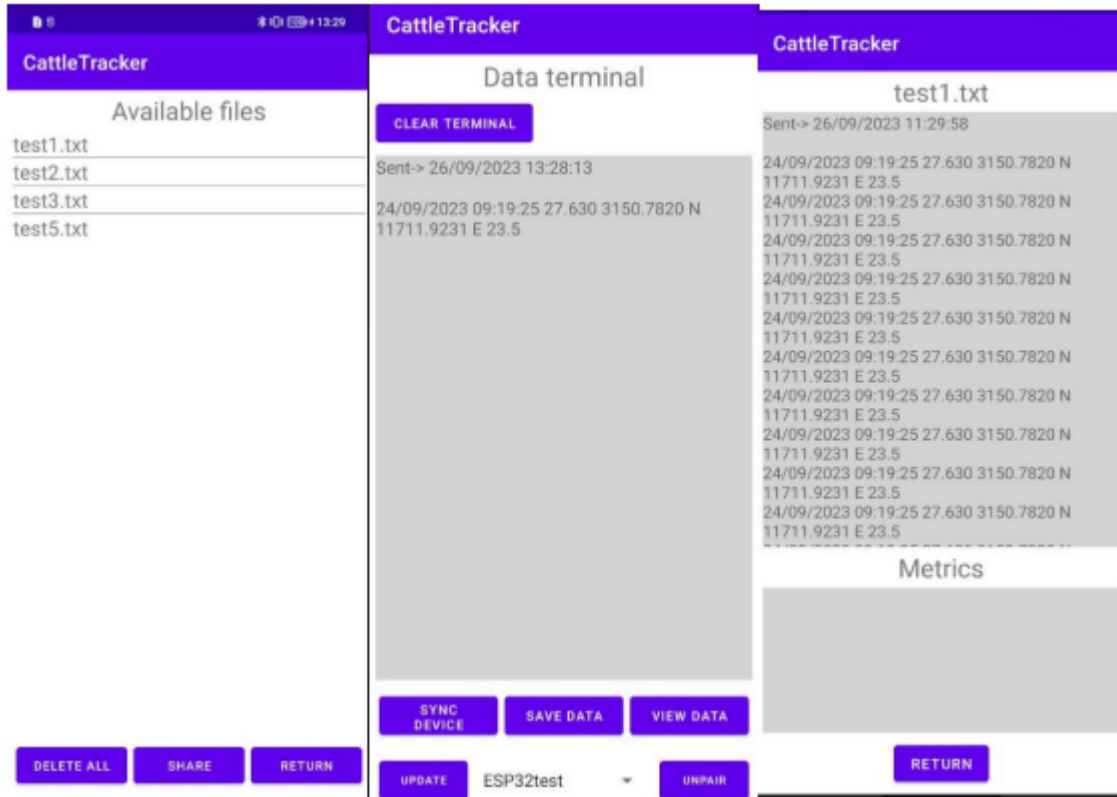 13:29
CattleTracker
Available files
test1.txt
test2.txt
test3.txt
test5.txt
DELETE ALL
SHARE
RETURN
CattleTracker
Data terminal
CLEAR TERMINAL
Sent-> 26/09/2023 13:28:13
24/09/2023 09:19:25 27.630 3150.7820 N
11711.9231 E 23.5
SYNC
DEVICE
SAVE DATA
VIEW DATA
UPDATE
ESP32test
UNPAIR
CattleTracker
test1.txt
Sent-> 26/09/2023 11:29:58
24/09/2023 09:19:25 27.630 3150.7820 N
11711.9231 E 23.5
24/09/2023 09:19:25 27.630 3150.7820 N
11711.9231 E 23.5
24/09/2023 09:19:25 27.630 3150.7820 N
11711.9231 E 23.5
24/09/2023 09:19:25 27.630 3150.7820 N
11711.9231 E 23.5
24/09/2023 09:19:25 27.630 3150.7820 N
11711.9231 E 23.5
24/09/2023 09:19:25 27.630 3150.7820 N
11711.9231 E 23.5
24/09/2023 09:19:25 27.630 3150.7820 N
11711.9231 E 23.5
24/09/2023 09:19:25 27.630 3150.7820 N
11711.9231 E 23.5
24/09/2023 09:19:25 27.630 3150.7820 N
11711.9231 E 23.5
24/09/2023 09:19:25 27.630 3150.7820 N
11711.9231 E 23.5
Metrics
RETURN